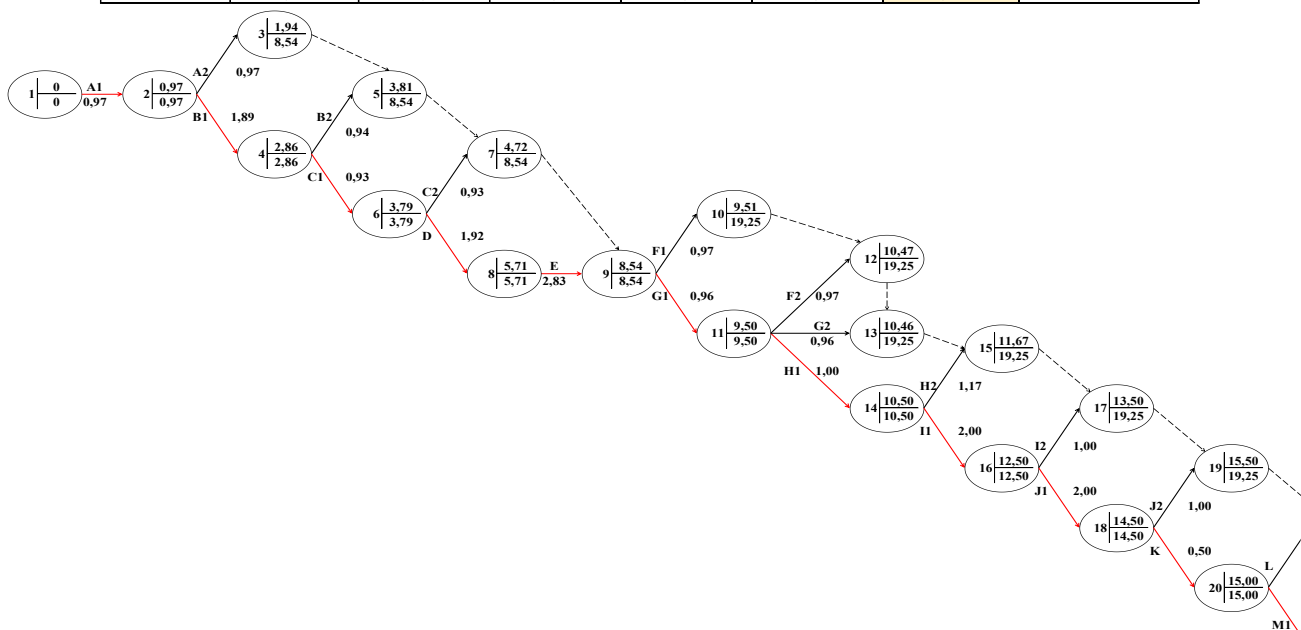 3 1,94
8,54
A2
0,97
1 0
0
A1
0,97
2 0,97
0,97
B1
1,89
5 3,81
8,54
B2
0,94
4 2,86
2,86
C1
0,93
7 4,72
8,54
C2
0,93
6 3,79
3,79
D
1,92
8 5,71
5,71
E
2,83
9 8,54
8,54
F1
0,97
G1
0,96
10 9,51
19,25
12 10,47
19,25
F2
0,97
11 9,50
9,50
G2
0,96
13 10,46
19,25
H1
1,00
15 11,67
19,25
H2
1,17
14 10,50
10,50
I1
2,00
17 13,50
19,25
I2
1,00
16 12,50
12,50
J1
2,00
19 15,50
19,25
J2
1,00
18 14,50
14,50
K
0,50
20 15,00
15,00
L
M1